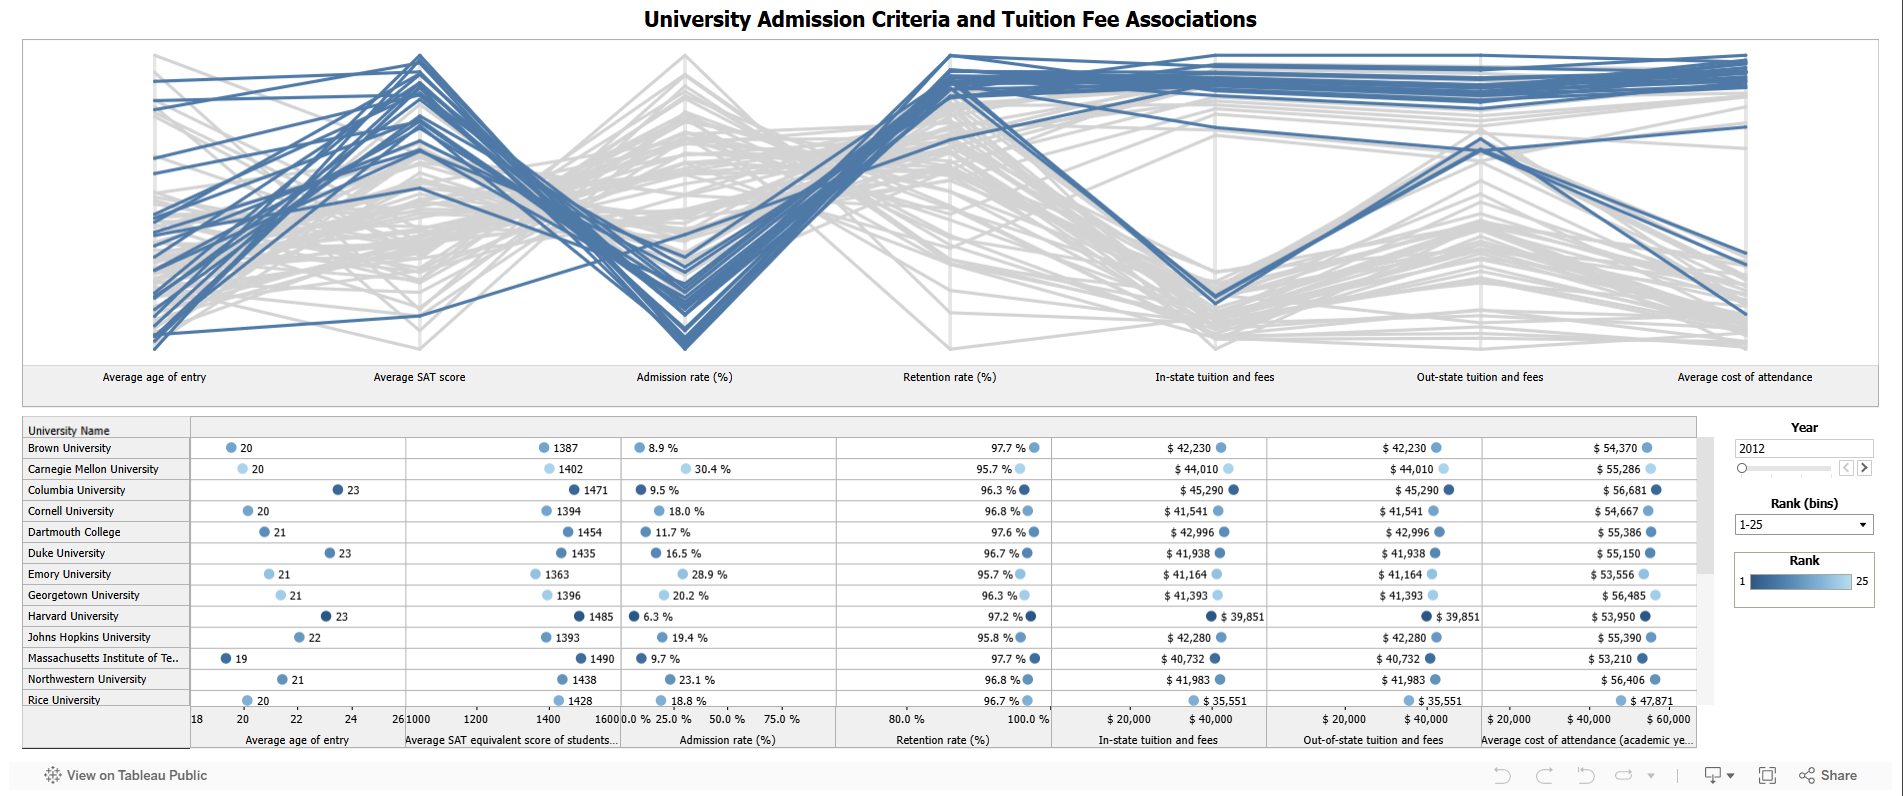 University Admission Criteria and Tuition Fee Associations
Average age of entry Average SAT score Admission rate (%) Retention rate (%) In-state tuition and fees Out-state tuition and fees Average cost of attendance
University Name
Brown University 20 1387 8.9 % 97.7 % $ 42,230 $ 42,230 $ 54,370
Carnegie Mellon University 20 1402 30.4 % 95.7 % $ 44,010 $ 44,010 $ 55,286
Columbia University 23 1471 9.5 % 96.3 % $ 45,290 $ 45,290 $ 56,681
Cornell University 20 1394 18.0 % 96.8 % $ 41,541 $ 41,541 $ 54,667
Dartmouth College 21 1454 11.7 % 97.6 % $ 42,996 $ 42,996 $ 55,386
Duke University 23 1435 16.5 % 96.7 % $ 41,938 $ 41,938 $ 55,150
Emory University 21 1363 28.9 % 95.7 % $ 41,164 $ 41,164 $ 53,556
Georgetown University 21 1396 20.2 % 96.3 % $ 41,393 $ 41,393 $ 56,485
Harvard University 23 1485 6.3 % 97.2 % $ 39,851 $ 39,851 $ 53,950
Johns Hopkins University 22 1393 19.4 % 95.8 % $ 42,280 $ 42,280 $ 55,390
Massachusetts Institute of Te.. 19 1490 9.7 % 97.7 % $ 40,732 $ 40,732 $ 53,210
Northwestern University 21 1438 23.1 % 96.8 % $ 41,983 $ 41,983 $ 56,406
Rice University 20 1428 18.8 % 96.7 % $ 35,551 $ 35,551 $ 47,871
18 20 22 24 26 1000 1200 1400 1600 0.0 % 25.0 % 50.0 % 75.0 % 80.0 % 100.0 % $ 20,000 $ 40,000 $ 20,000 $ 40,000 $ 20,000 $ 40,000 $ 60,000
Average age of entry Average SAT equivalent score of students... Admission rate (%) Retention rate (%) In-state tuition and fees Out-of-state tuition and fees Average cost of attendance (academic ye...
Year
2012
Rank (bins)
1-25
Rank
1 25
View on Tableau Public
Share